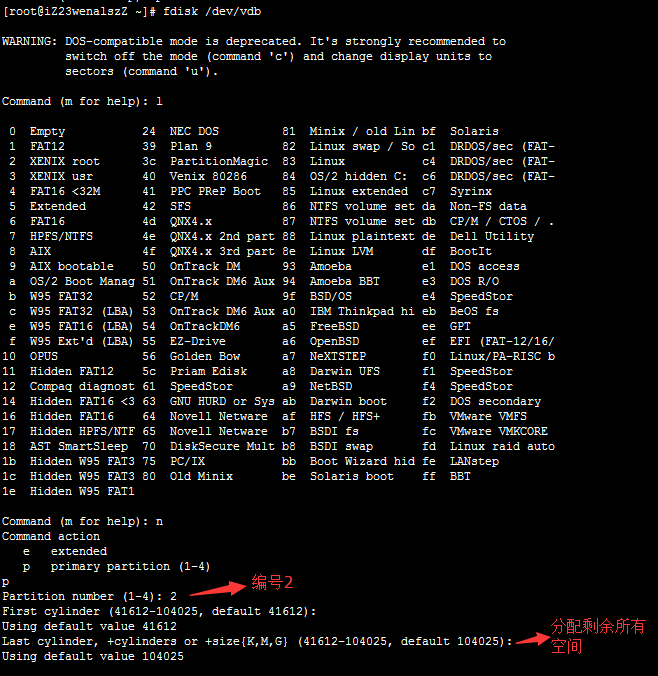 [root@iZ23wenalszZ ~]# fdisk /dev/vdb
WARNING: DOS-compatible mode is deprecated. It's strongly recommended to
switch off the mode (command 'c') and change display units to
sectors (command 'u').
Command (m for help): l
0 Empty 24 NEC DOS 81 Minix / old Lin bf Solaris
1 FAT12 39 Plan 9 82 Linux swap / So c1 DRDOS/sec (FAT-
2 XENIX root 3c PartitionMagic 83 Linux c4 DRDOS/sec (FAT-
3 XENIX usr 40 Venix 80286 84 OS/2 hidden C: c6 DRDOS/sec (FAT-
4 FAT16 <32M 41 PPC PReP Boot 85 Linux extended c7 Syrinx
5 Extended 42 SFS 86 NTFS volume set da Non-FS data
6 FAT16 4d QNX4.x 87 NTFS volume set db CP/M / CTOS / .
7 HPFS/NTFS 4e QNX4.x 2nd part 88 Linux plaintext de Dell Utility
8 AIX 4f QNX4.x 3rd part 8e Linux LVM df BootIt
9 AIX bootable 50 OnTrack DM 93 Amoeba e1 DOS access
a OS/2 Boot Manag 51 OnTrack DM6 Aux 94 Amoeba BBT e3 DOS R/O
b W95 FAT32 52 CP/M 9f BSD/OS e4 SpeedStor
c W95 FAT32 (LBA) 53 OnTrack DM6 Aux a0 IBM Thinkpad hi eb BeOS fs
e W95 FAT16 (LBA) 54 OnTrackDM6 a5 FreeBSD ee GPT
f W95 Ext'd (LBA) 55 EZ-Drive a6 OpenBSD ef EFI (FAT-12/16/
10 OPUS 56 Golden Bow a7 NeXTSTEP f0 Linux/PA-RISC b
11 Hidden FAT12 5c Priam Edisk a8 Darwin UFS f1 SpeedStor
12 Compaq diagnost 61 SpeedStor a9 NetBSD f4 SpeedStor
14 Hidden FAT16 <3 63 GNU HURD or Sys ab Darwin boot f2 DOS secondary
16 Hidden FAT16 64 Novell Netware af HFS / HFS+ fb VMware VMFS
17 Hidden HPFS/NTF 65 Novell Netware b7 BSDI fs fc VMware VMKCORE
18 AST SmartSleep 70 DiskSecure Mult b8 BSDI swap fd Linux raid auto
1b Hidden W95 FAT3 75 PC/IX bb Boot Wizard hid fe LANstep
1c Hidden W95 FAT3 80 Old Minix be Solaris boot ff BBT
1e Hidden W95 FAT1
Command (m for help): n
Command action
e extended
p primary partition (1-4)
p
Partition number (1-4): 2 编号2
First cylinder (41612-104025, default 41612):
Using default value 41612
Last cylinder, +cylinders or +size{K,M,G} (41612-104025, default 104025): 分配剩余所有
空间
Using default value 104025